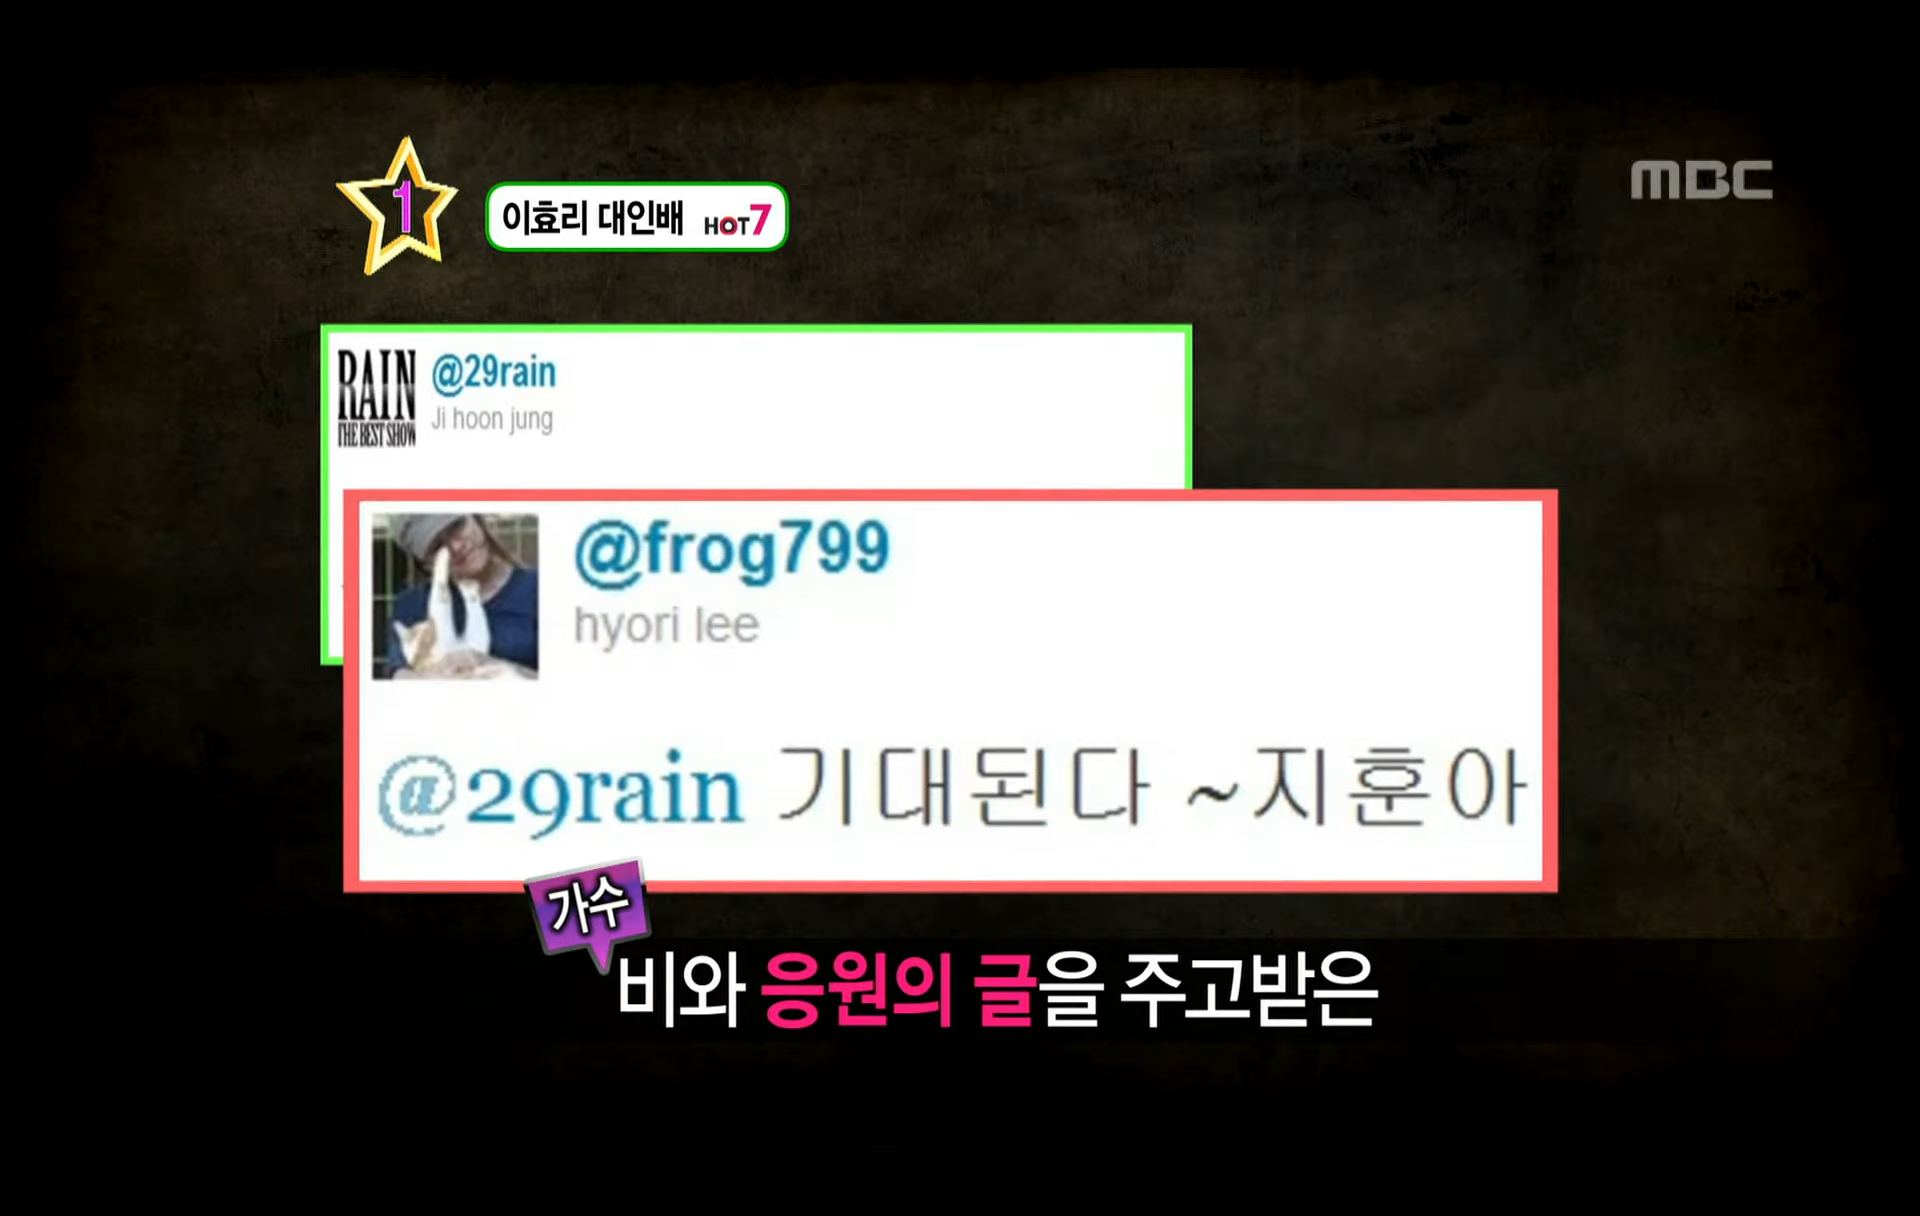 MBC
1
이효리 대인배 HOT7
RAIN
THE BEST SHOW
@29rain
Ji hoon jung
@frog799
hyori lee
@29rain 기대된다 ~지훈아
가수
비와 응원의 글을 주고받은